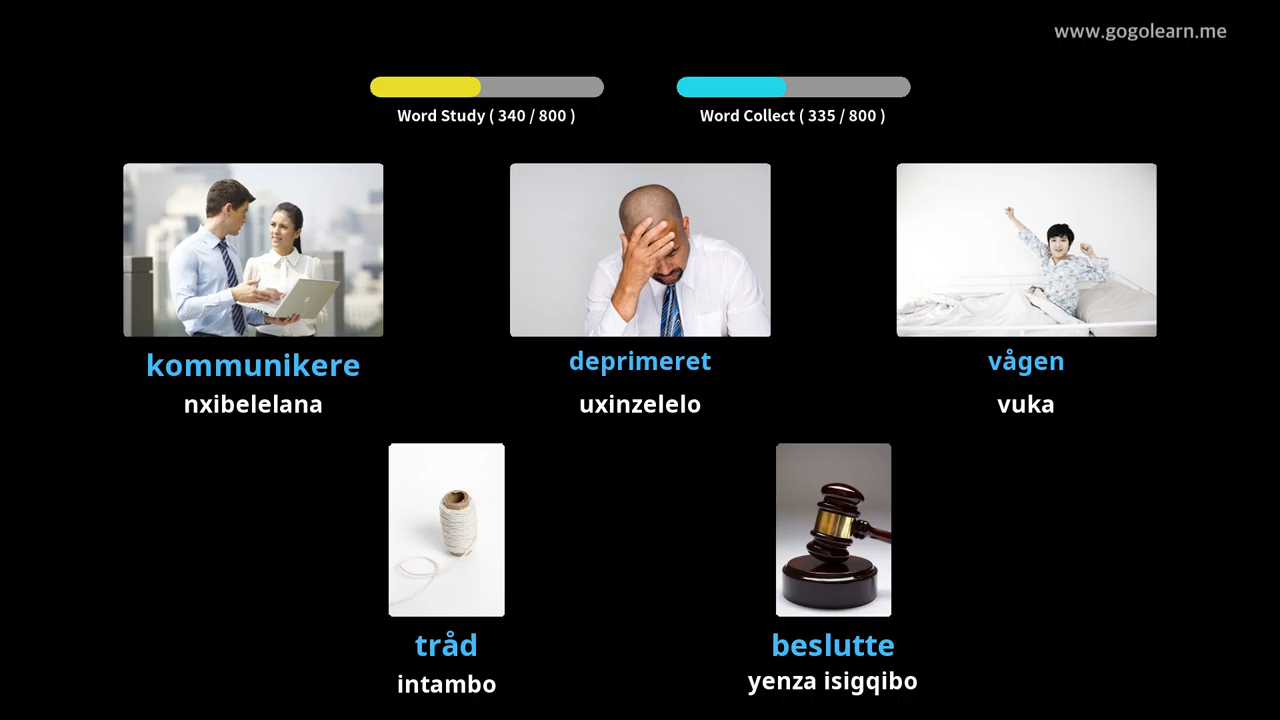 www.gogolearn.me
Word Study ( 340 / 800 )
Word Collect ( 335 / 800 )
kommunikere
nxibelelana
deprimeret
uxinzelelo
vågen
vuka
tråd
intambo
beslutte
yenza isigqibo